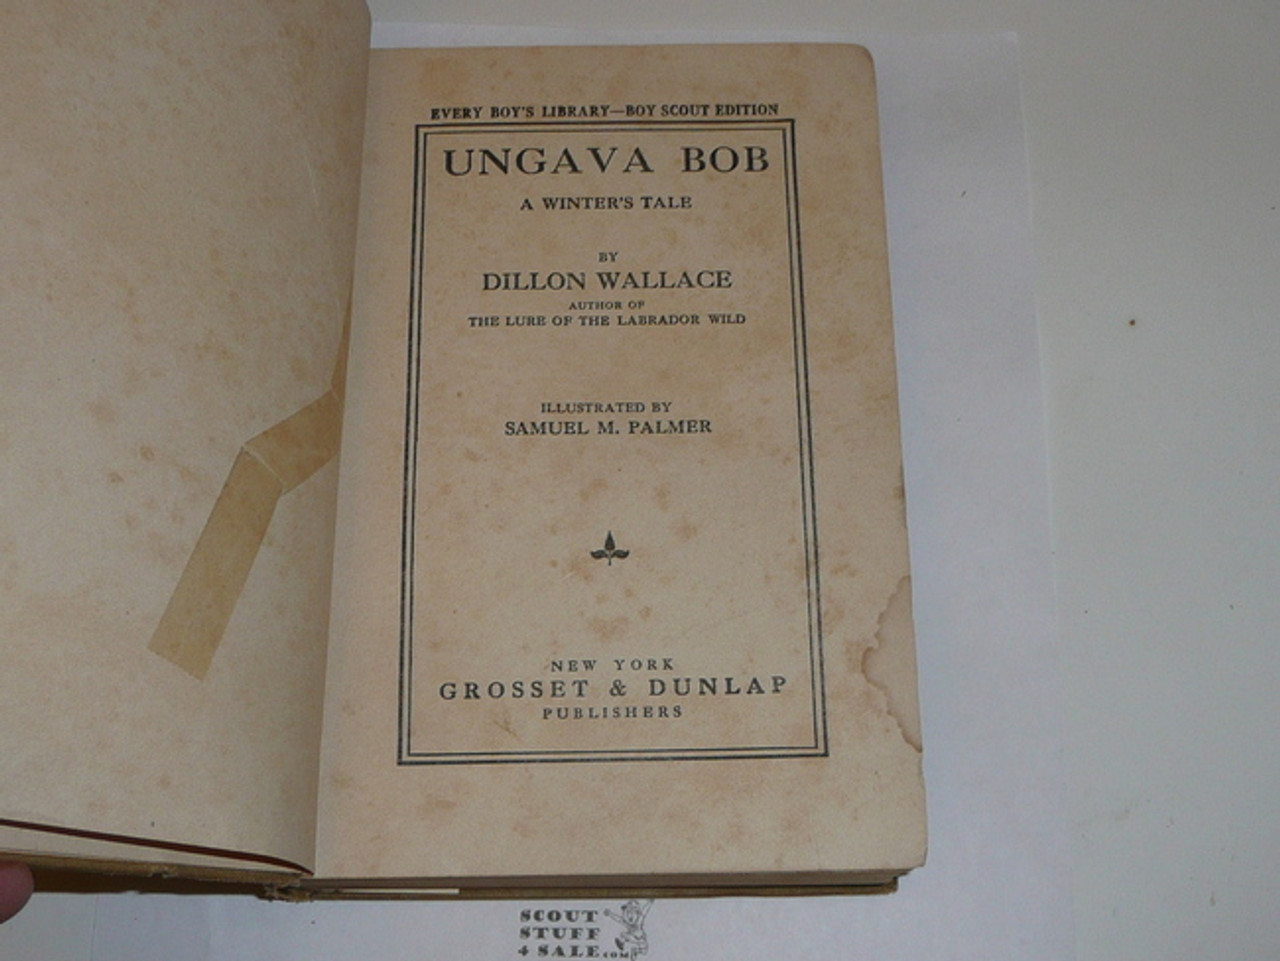 EVERY BOY'S LIBRARY—BOY SCOUT EDITION
UNGAVA BOB
A WINTER'S TALE
BY
DILLON WALLACE
AUTHOR OF
THE LURE OF THE LABRADOR WILD
ILLUSTRATED BY
SAMUEL M. PALMER
NEW YORK
GROSSET & DUNLAP
PUBLISHERS
SCOUT
STUFF
4 SALE.com